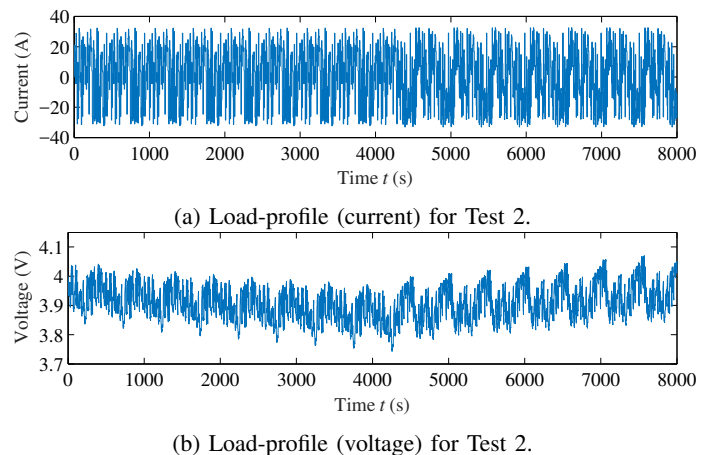 40
20
0
−20
−40
Current (A)
0 1000 2000 3000 4000 5000 6000 7000 8000
Time t (s)
(a) Load-profile (current) for Test 2.
4.1
4
3.9
3.8
3.7
Voltage (V)
0 1000 2000 3000 4000 5000 6000 7000 8000
Time t (s)
(b) Load-profile (voltage) for Test 2.